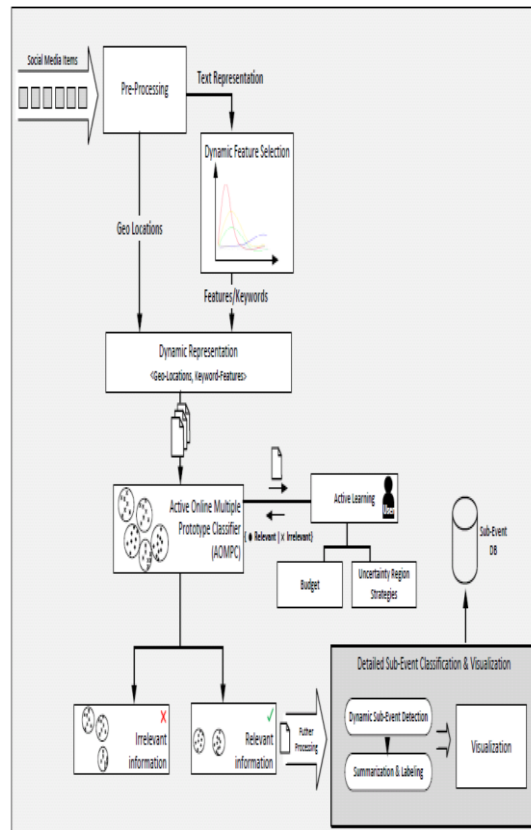 Social Media Items
Pre-Processing
Text Representation
Dynamic Feature Selection
Geo Locations
Features/Keywords
Dynamic Representation
<Geo-Locations, Keyword-Features>
Active Online Multiple
Prototype Classifier
(AOMPC)
{ ● Relevant | × Irrelevant}
Active Learning
User
Budget
Uncertainty Region
Strategies
Sub-Event
DB
Irrelevant
information
Relevant
information
Futher
Processing
Detailed Sub-Event Classification & Visualization
Dynamic Sub-Event Detection
Summarization & Labeling
Visualization